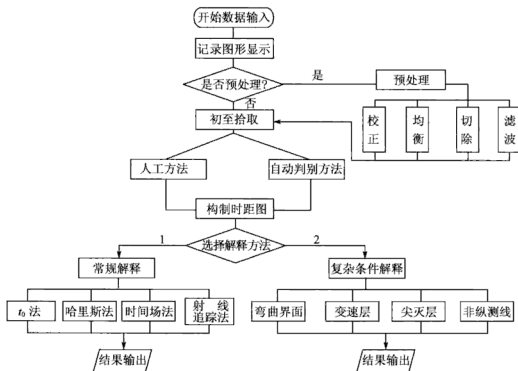 开始数据输入
记录图形显示
是否预处理?
是
预处理
否
初至拾取
校正
均衡
切除
滤波
人工方法
自动判别方法
构制时距图
1
选择解释方法
2
常规解释
复杂条件解释
t₀ 法
哈里斯法
时间场法
射线
追踪法
弯曲界面
变速层
尖灭层
非纵测线
结果输出
结果输出